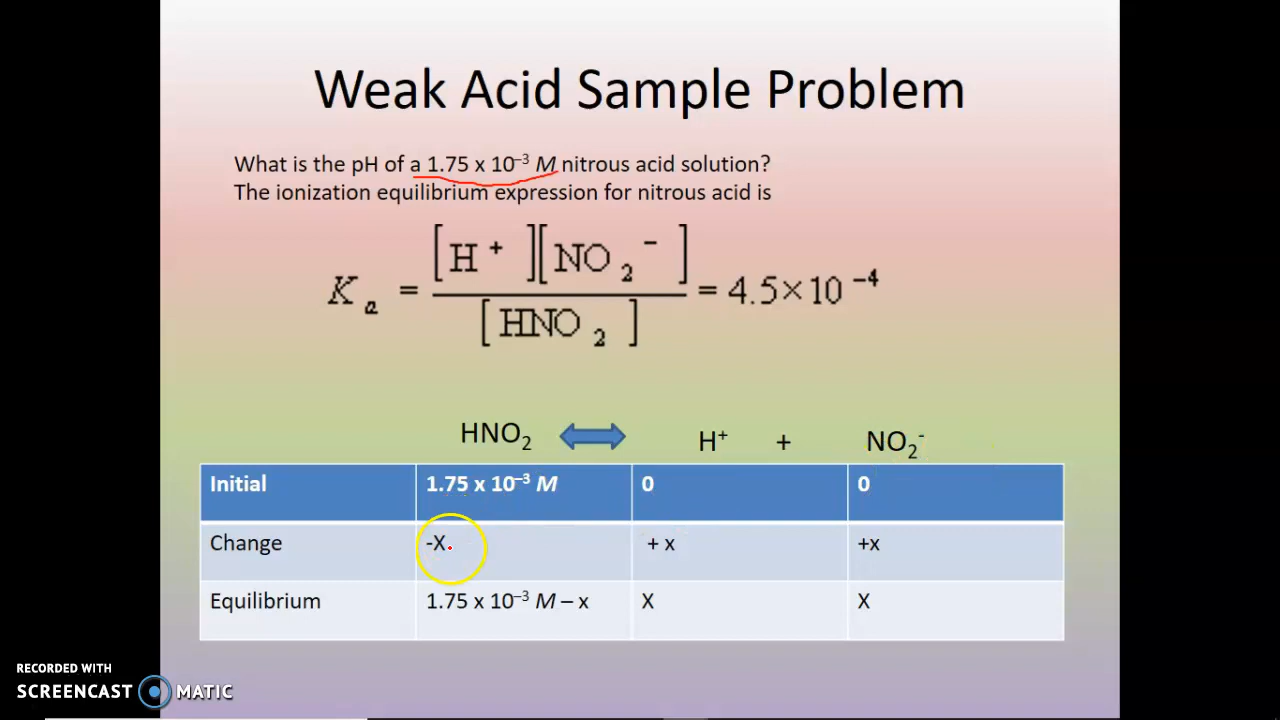 Weak Acid Sample Problem
What is the pH of a 1.75 x 10⁻³ M nitrous acid solution?
The ionization equilibrium expression for nitrous acid is
Kₐ = [H⁺][NO₂⁻] / [HNO₂] = 4.5×10⁻⁴
HNO₂ H⁺ + NO₂⁻
Initial 1.75 x 10⁻³ M 0 0
Change -X + x +x
Equilibrium 1.75 x 10⁻³ M – x X X
RECORDED WITH
SCREENCAST MATIC